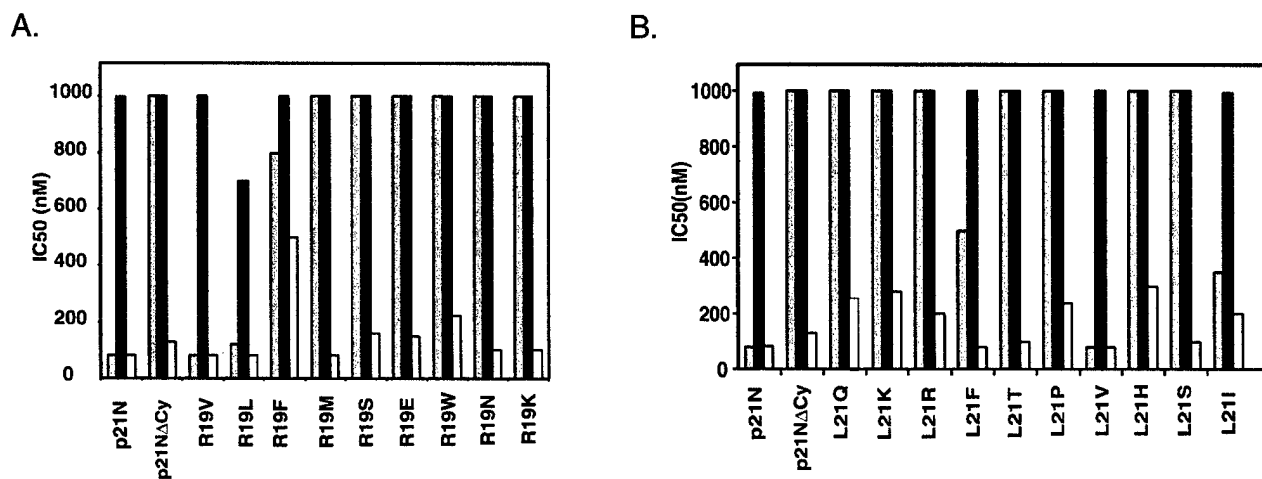 A.
IC50 (nM)
1000
800
600
400
200
0
p21N
p21NΔCy
R19V
R19L
R19F
R19M
R19S
R19E
R19W
R19N
R19K
B.
IC50(nM)
1000
800
600
400
200
0
p21N
p21NΔCy
L21Q
L21K
L21R
L21F
L21T
L21P
L21V
L21H
L21S
L21I